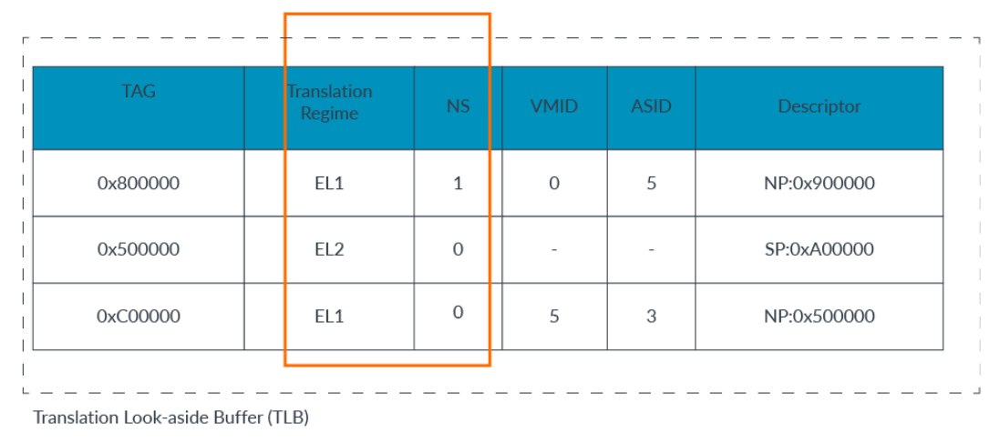 TAG Translation Regime NS VMID ASID Descriptor
0x800000 EL1 1 0 5 NP:0x900000
0x500000 EL2 0 - - SP:0xA00000
0xC00000 EL1 0 5 3 NP:0x500000
Translation Look-aside Buffer (TLB)